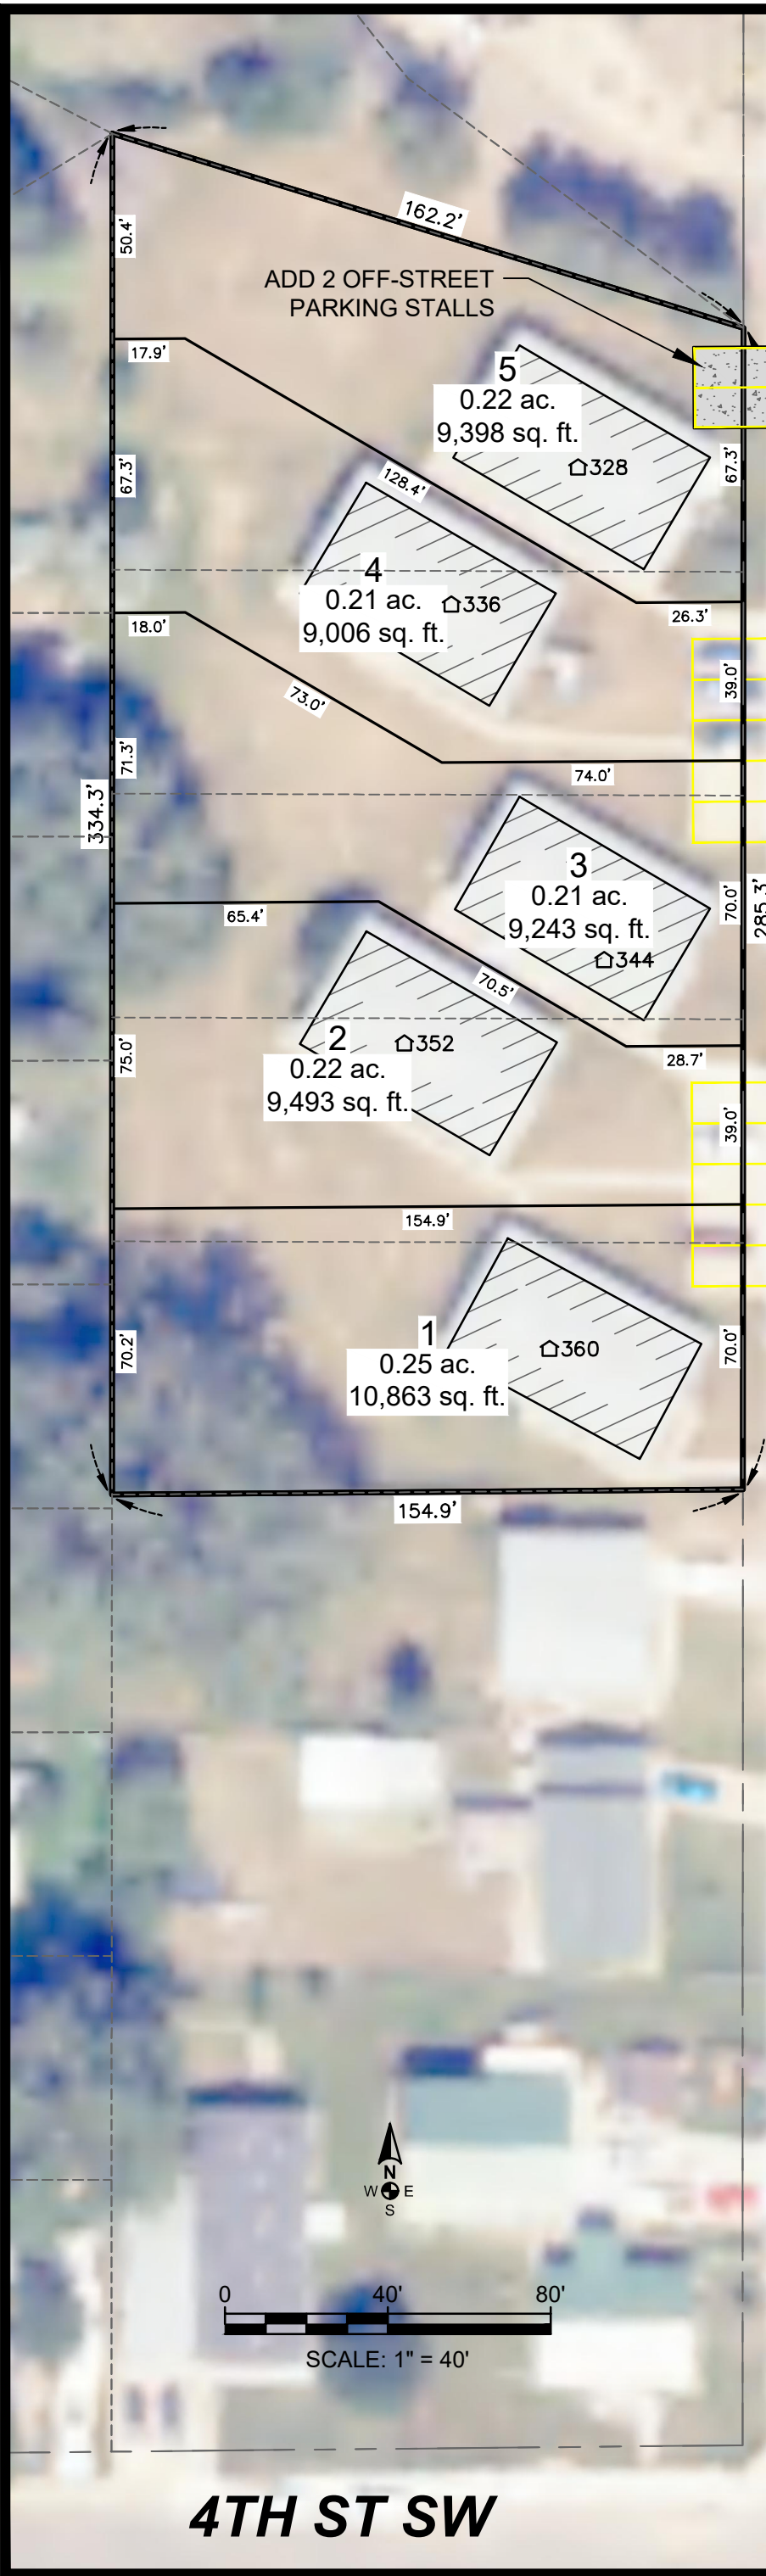 162.2’
50.4’
ADD 2 OFF-STREET
PARKING STALLS
17.9’
5
0.22 ac.
9,398 sq. ft.
328
67.3’
67.3’
128.4’
4
0.21 ac.
9,006 sq. ft.
336
26.3’
18.0’
73.0’
39.0’
71.3’
74.0’
334.3’
3
0.21 ac.
9,243 sq. ft.
344
70.0’
285.3’
65.4’
70.5’
2
0.22 ac.
9,493 sq. ft.
352
75.0’
28.7’
39.0’
154.9’
1
0.25 ac.
10,863 sq. ft.
360
70.2’
70.0’
154.9’
N
W E
S
0 40' 80'
SCALE: 1" = 40'
4TH ST SW